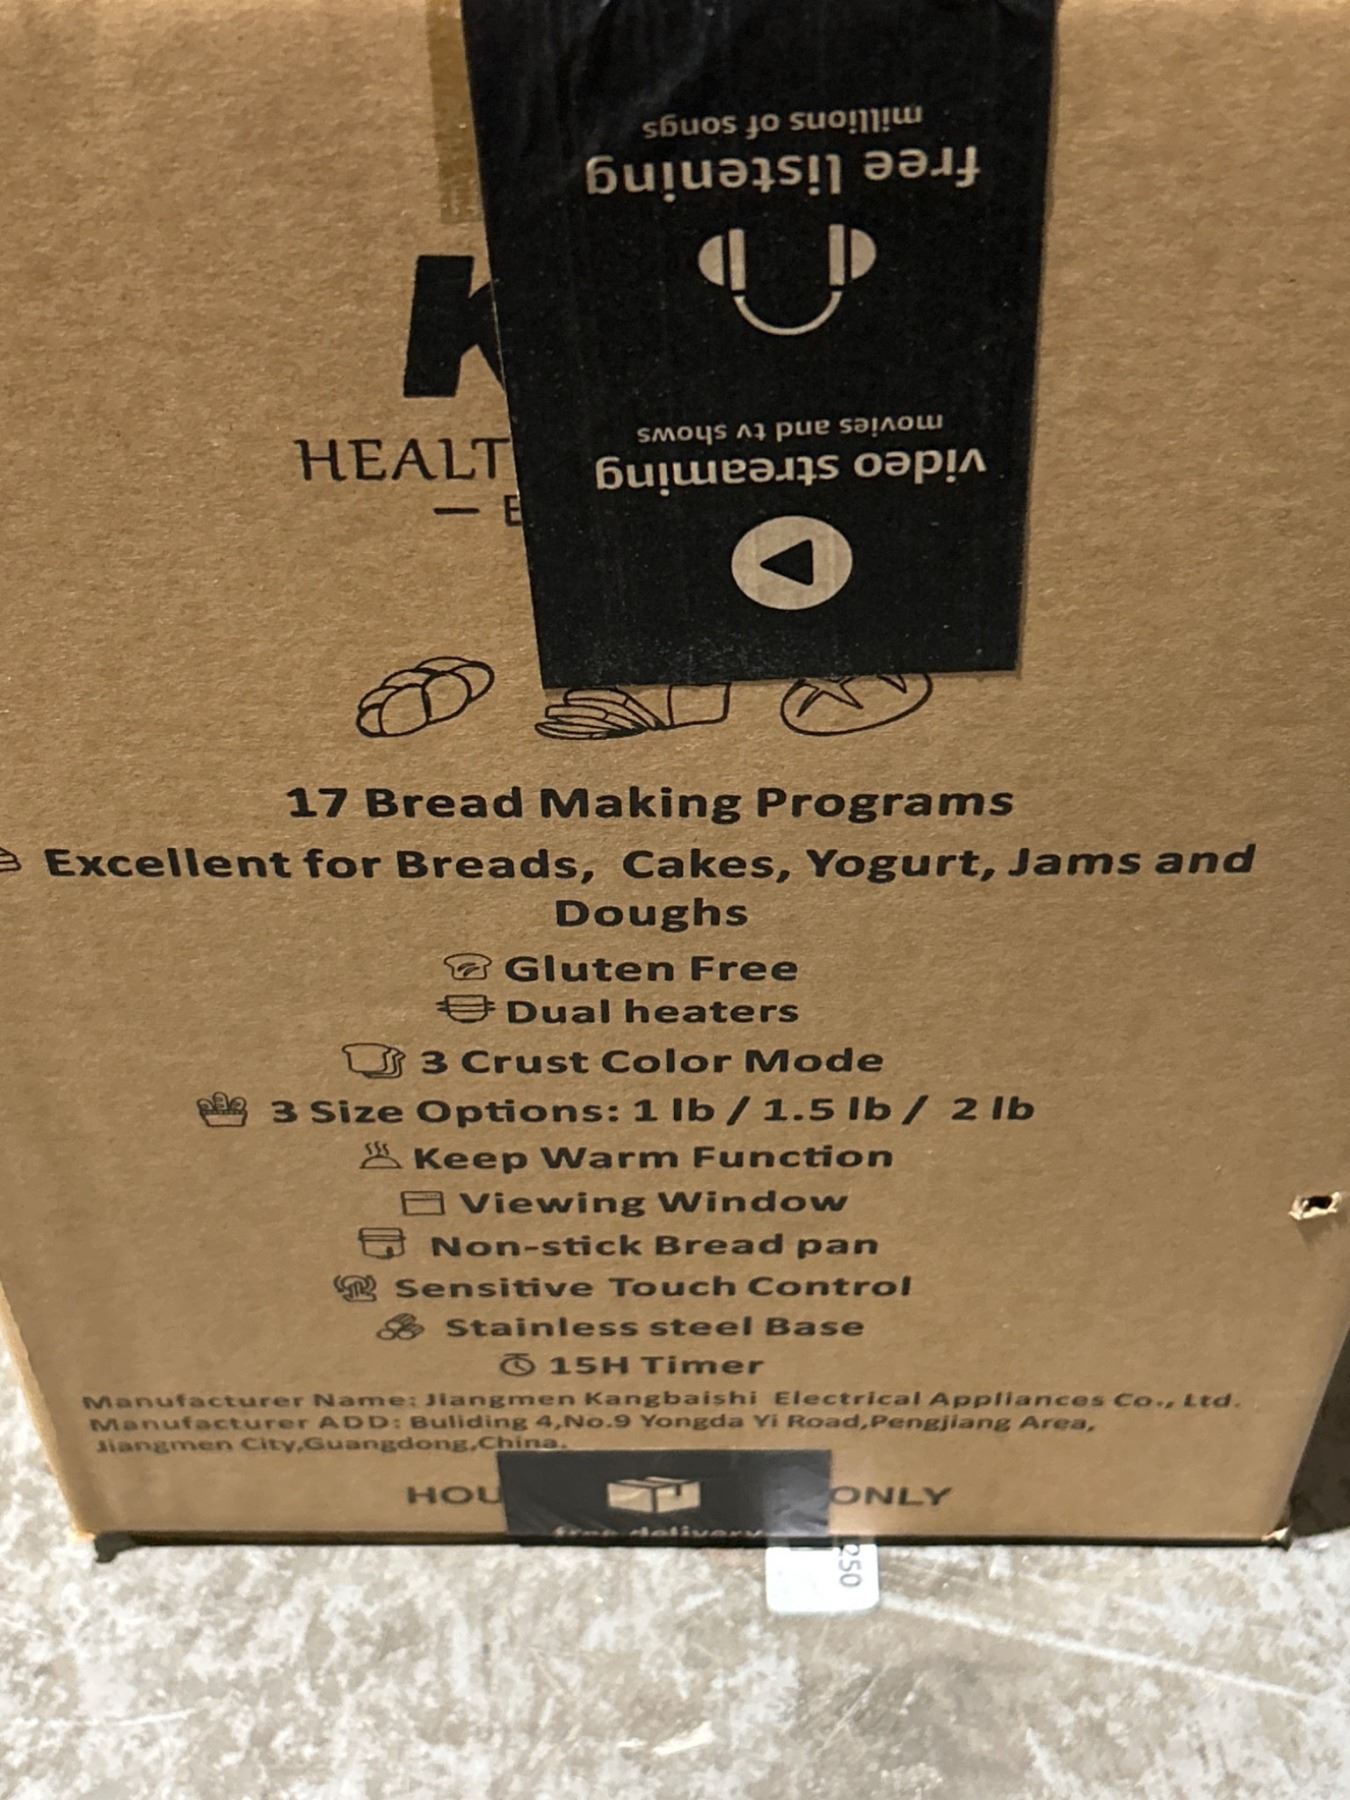 millions of songs
free listening
movies and tv shows
video streaming
K
HEALT
— E
17 Bread Making Programs
Excellent for Breads, Cakes, Yogurt, Jams and
Doughs
Gluten Free
Dual heaters
3 Crust Color Mode
3 Size Options: 1 lb / 1.5 lb / 2 lb
Keep Warm Function
Viewing Window
Non-stick Bread pan
Sensitive Touch Control
Stainless steel Base
15H Timer
Manufacturer Name: Jiangmen Kangbaishi Electrical Appliances Co., Ltd.
Manufacturer ADD: Buliding 4,No.9 Yongda Yi Road,Pengjiang Area,
Jiangmen City,Guangdong,China.
HOU ONLY
free delivery
250